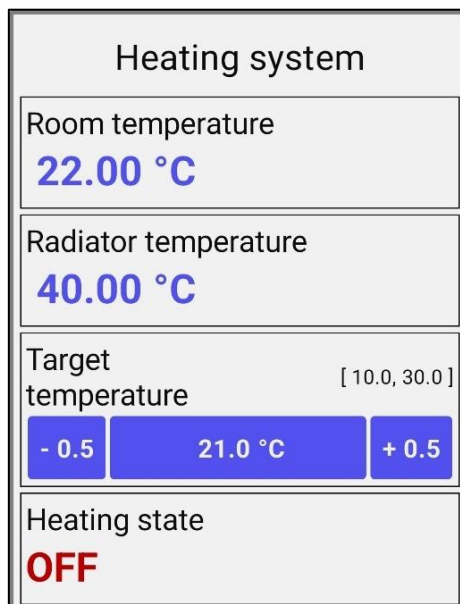 Heating system
Room temperature
22.00 °C
Radiator temperature
40.00 °C
Target
temperature
[ 10.0, 30.0 ]
- 0.5
21.0 °C
+ 0.5
Heating state
OFF